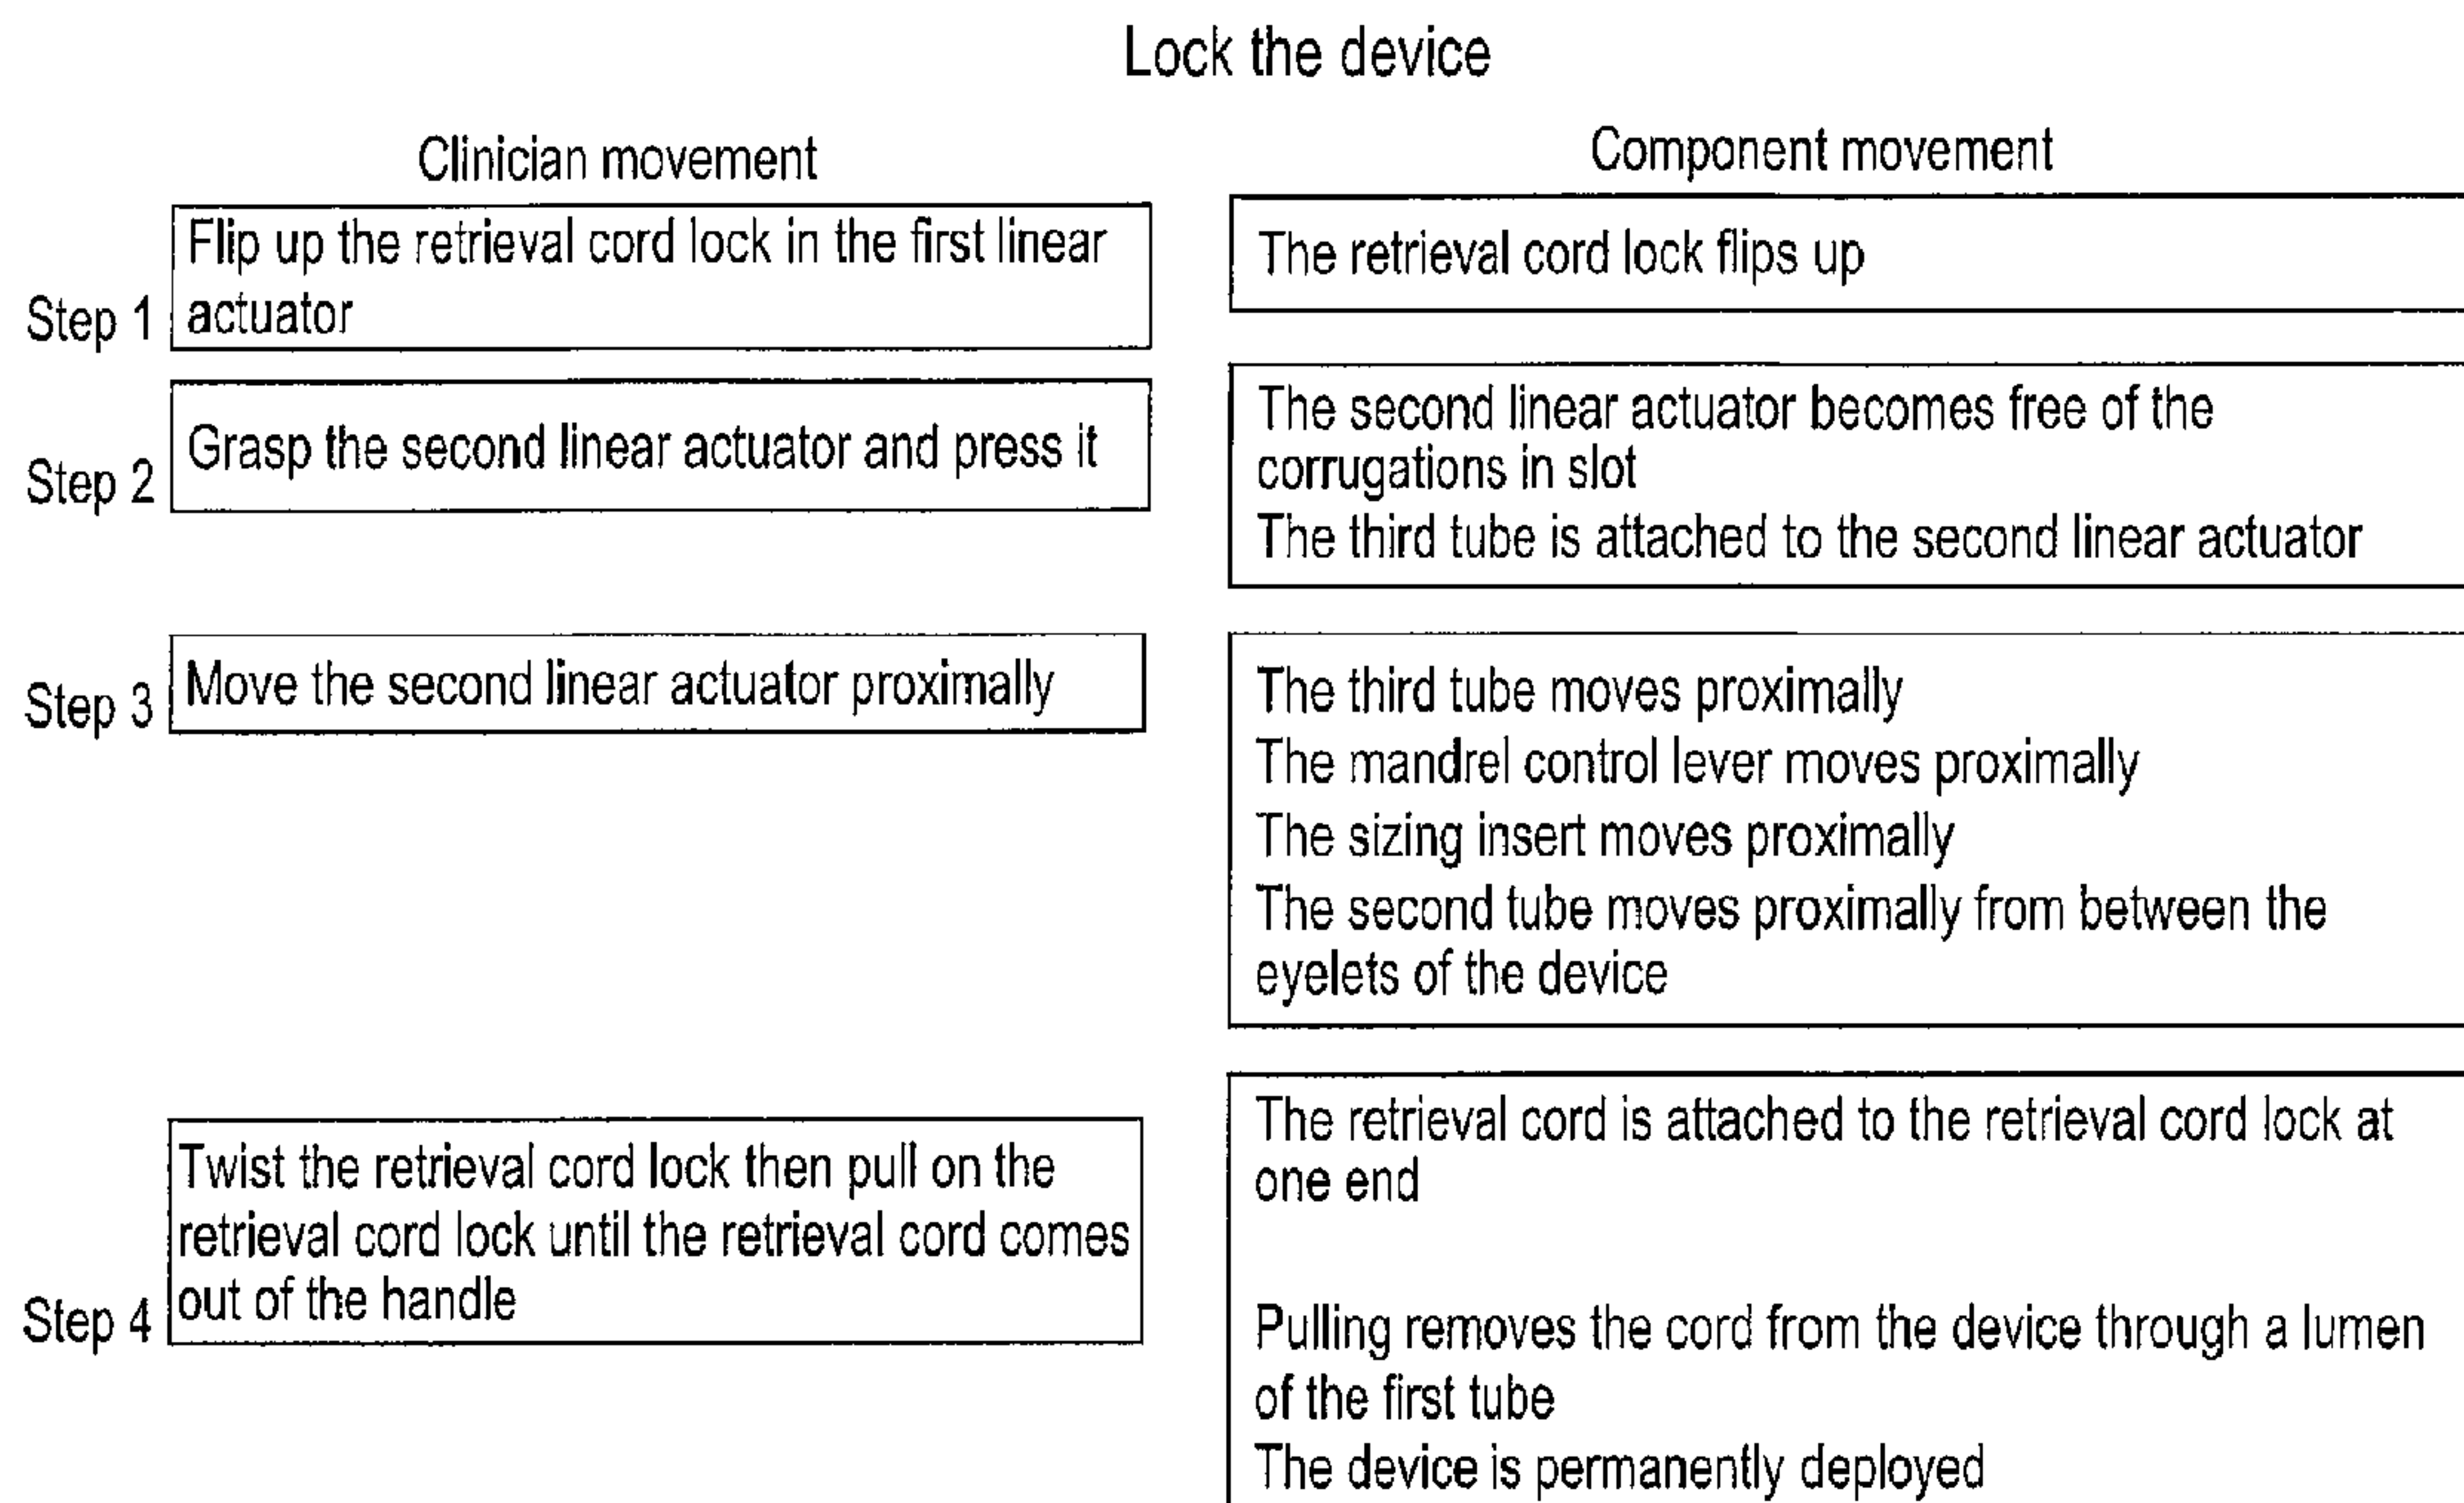 Lock the device
Clinician movement
Component movement
Step 1
Flip up the retrieval cord lock in the first linear
actuator
The retrieval cord lock flips up
Step 2
Grasp the second linear actuator and press it
The second linear actuator becomes free of the
corrugations in slot
The third tube is attached to the second linear actuator
Step 3
Move the second linear actuator proximally
The third tube moves proximally
The mandrel control lever moves proximally
The sizing insert moves proximally
The second tube moves proximally from between the
eyelets of the device
Step 4
Twist the retrieval cord lock then pull on the
retrieval cord lock until the retrieval cord comes
out of the handle
The retrieval cord is attached to the retrieval cord lock at
one end
Pulling removes the cord from the device through a lumen
of the first tube
The device is permanently deployed